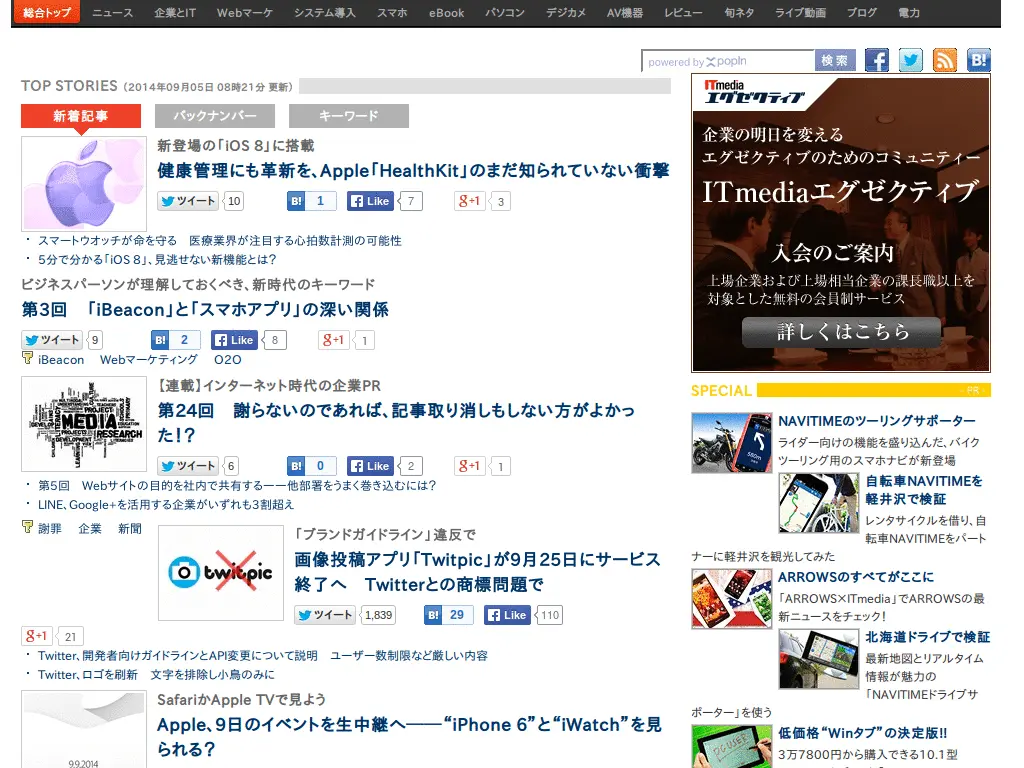 総合トップ ニュース 企業とIT Webマーケ システム導入 スマホ eBook パソコン デジカメ AV機器 レビュー 旬ネタ ライブ動画 ブログ 電力
powered by popIn 検索
TOP STORIES (2014年09月05日 08時21分 更新)
新着記事 バックナンバー キーワード
新登場の「iOS 8」に搭載
健康管理にも革新を、Apple「HealthKit」のまだ知られていない衝撃
ツイート 10 B! 1 Like 7 g+1 3
・ スマートウオッチが命を守る 医療業界が注目する心拍数計測の可能性
・ 5分で分かる「iOS 8」、見逃せない新機能とは?
ビジネスパーソンが理解しておくべき、新時代のキーワード
第3回 「iBeacon」と「スマホアプリ」の深い関係
ツイート 9 B! 2 Like 8 g+1 1
iBeacon Webマーケティング O2O
【連載】インターネット時代の企業PR
第24回 謝らないのであれば、記事取り消しもしない方がよかっ
た!?
MEDIA
RESEARCH
PROJECT
ツイート 6 B! 0 Like 2 g+1 1
・ 第5回 Webサイトの目的を社内で共有する――他部署をうまく巻き込むには?
・ LINE、Google+を活用する企業がいずれも3割超え
謝罪 企業 新聞
「ブランドガイドライン」違反で
画像投稿アプリ「Twitpic」が9月25日にサービス
終了へ Twitterとの商標問題で
twitpic
ツイート 1,839 B! 29 Like 110
g+1 21
・ Twitter、開発者向けガイドラインとAPI変更について説明 ユーザー数制限など厳しい内容
・ Twitter、ロゴを刷新 文字を排除し小鳥のみに
SafariかApple TVで見よう
Apple、9日のイベントを生中継へ――“iPhone 6”と“iWatch”を見
られる?
9.9.2014
B!
ITmedia
エグゼクティブ
企業の明日を変える
エグゼクティブのためのコミュニティー
ITmediaエグゼクティブ
入会のご案内
上場企業および上場相当企業の課長職以上を
対象とした無料の会員制サービス
詳しくはこちら
SPECIAL - PR -
NAVITIMEのツーリングサポーター
ライダー向けの機能を盛り込んだ、バイク
ツーリング用のスマホナビが新登場
自転車NAVITIMEを
軽井沢で検証
レンタサイクルを借り、自
転車NAVITIMEをパート
ナーに軽井沢を観光してみた
ARROWSのすべてがここに
「ARROWS×ITmedia」でARROWSの最
新ニュースをチェック!
北海道ドライブで検証
最新地図とリアルタイム
情報が魅力の
「NAVITIMEドライブサ
ポーター」を使う
低価格“Winタブ”の決定版!!
3万7800円から購入できる10.1型